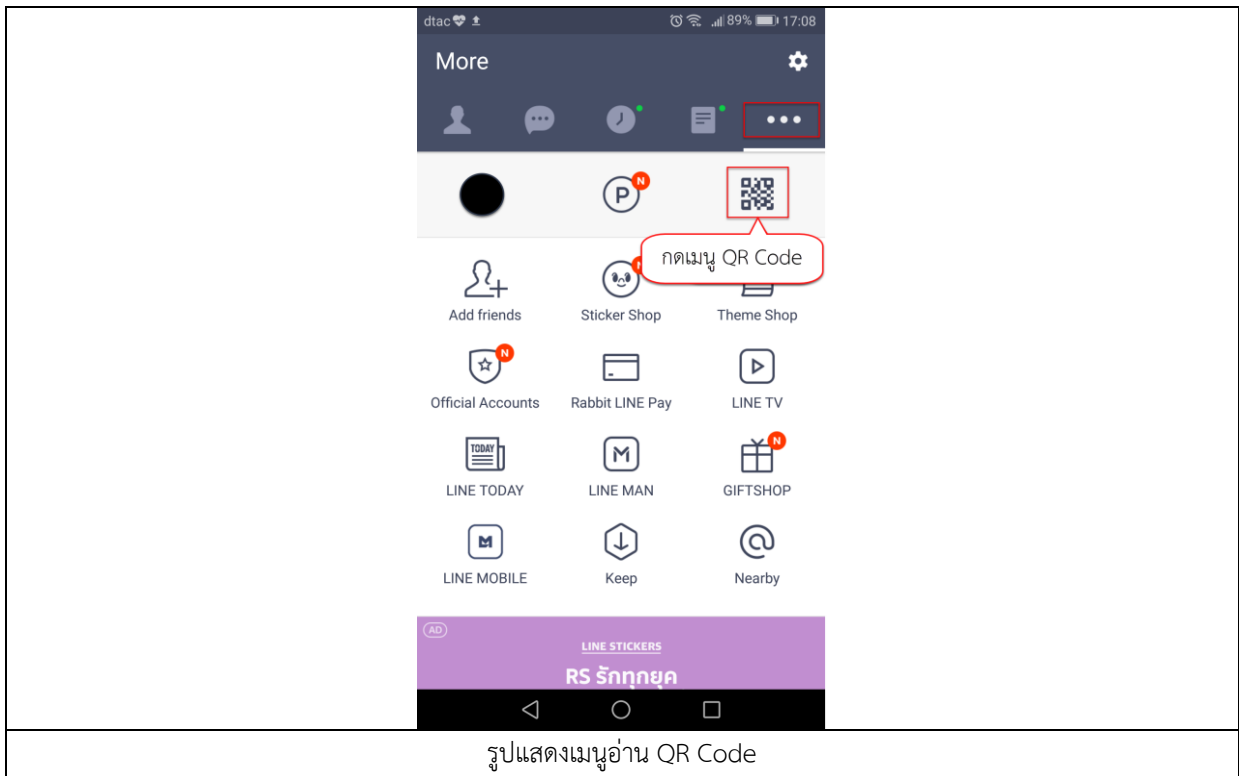 dtac 89% 17:08
More
P N
กดเมนู QR Code
Add friends Sticker Shop Theme Shop
N
Official Accounts Rabbit LINE Pay LINE TV
TODAY M N
LINE TODAY LINE MAN GIFTSHOP
M
LINE MOBILE Keep Nearby
AD
LINE STICKERS
RS รักทุกยุค
รูปแสดงเมนูอ่าน QR Code